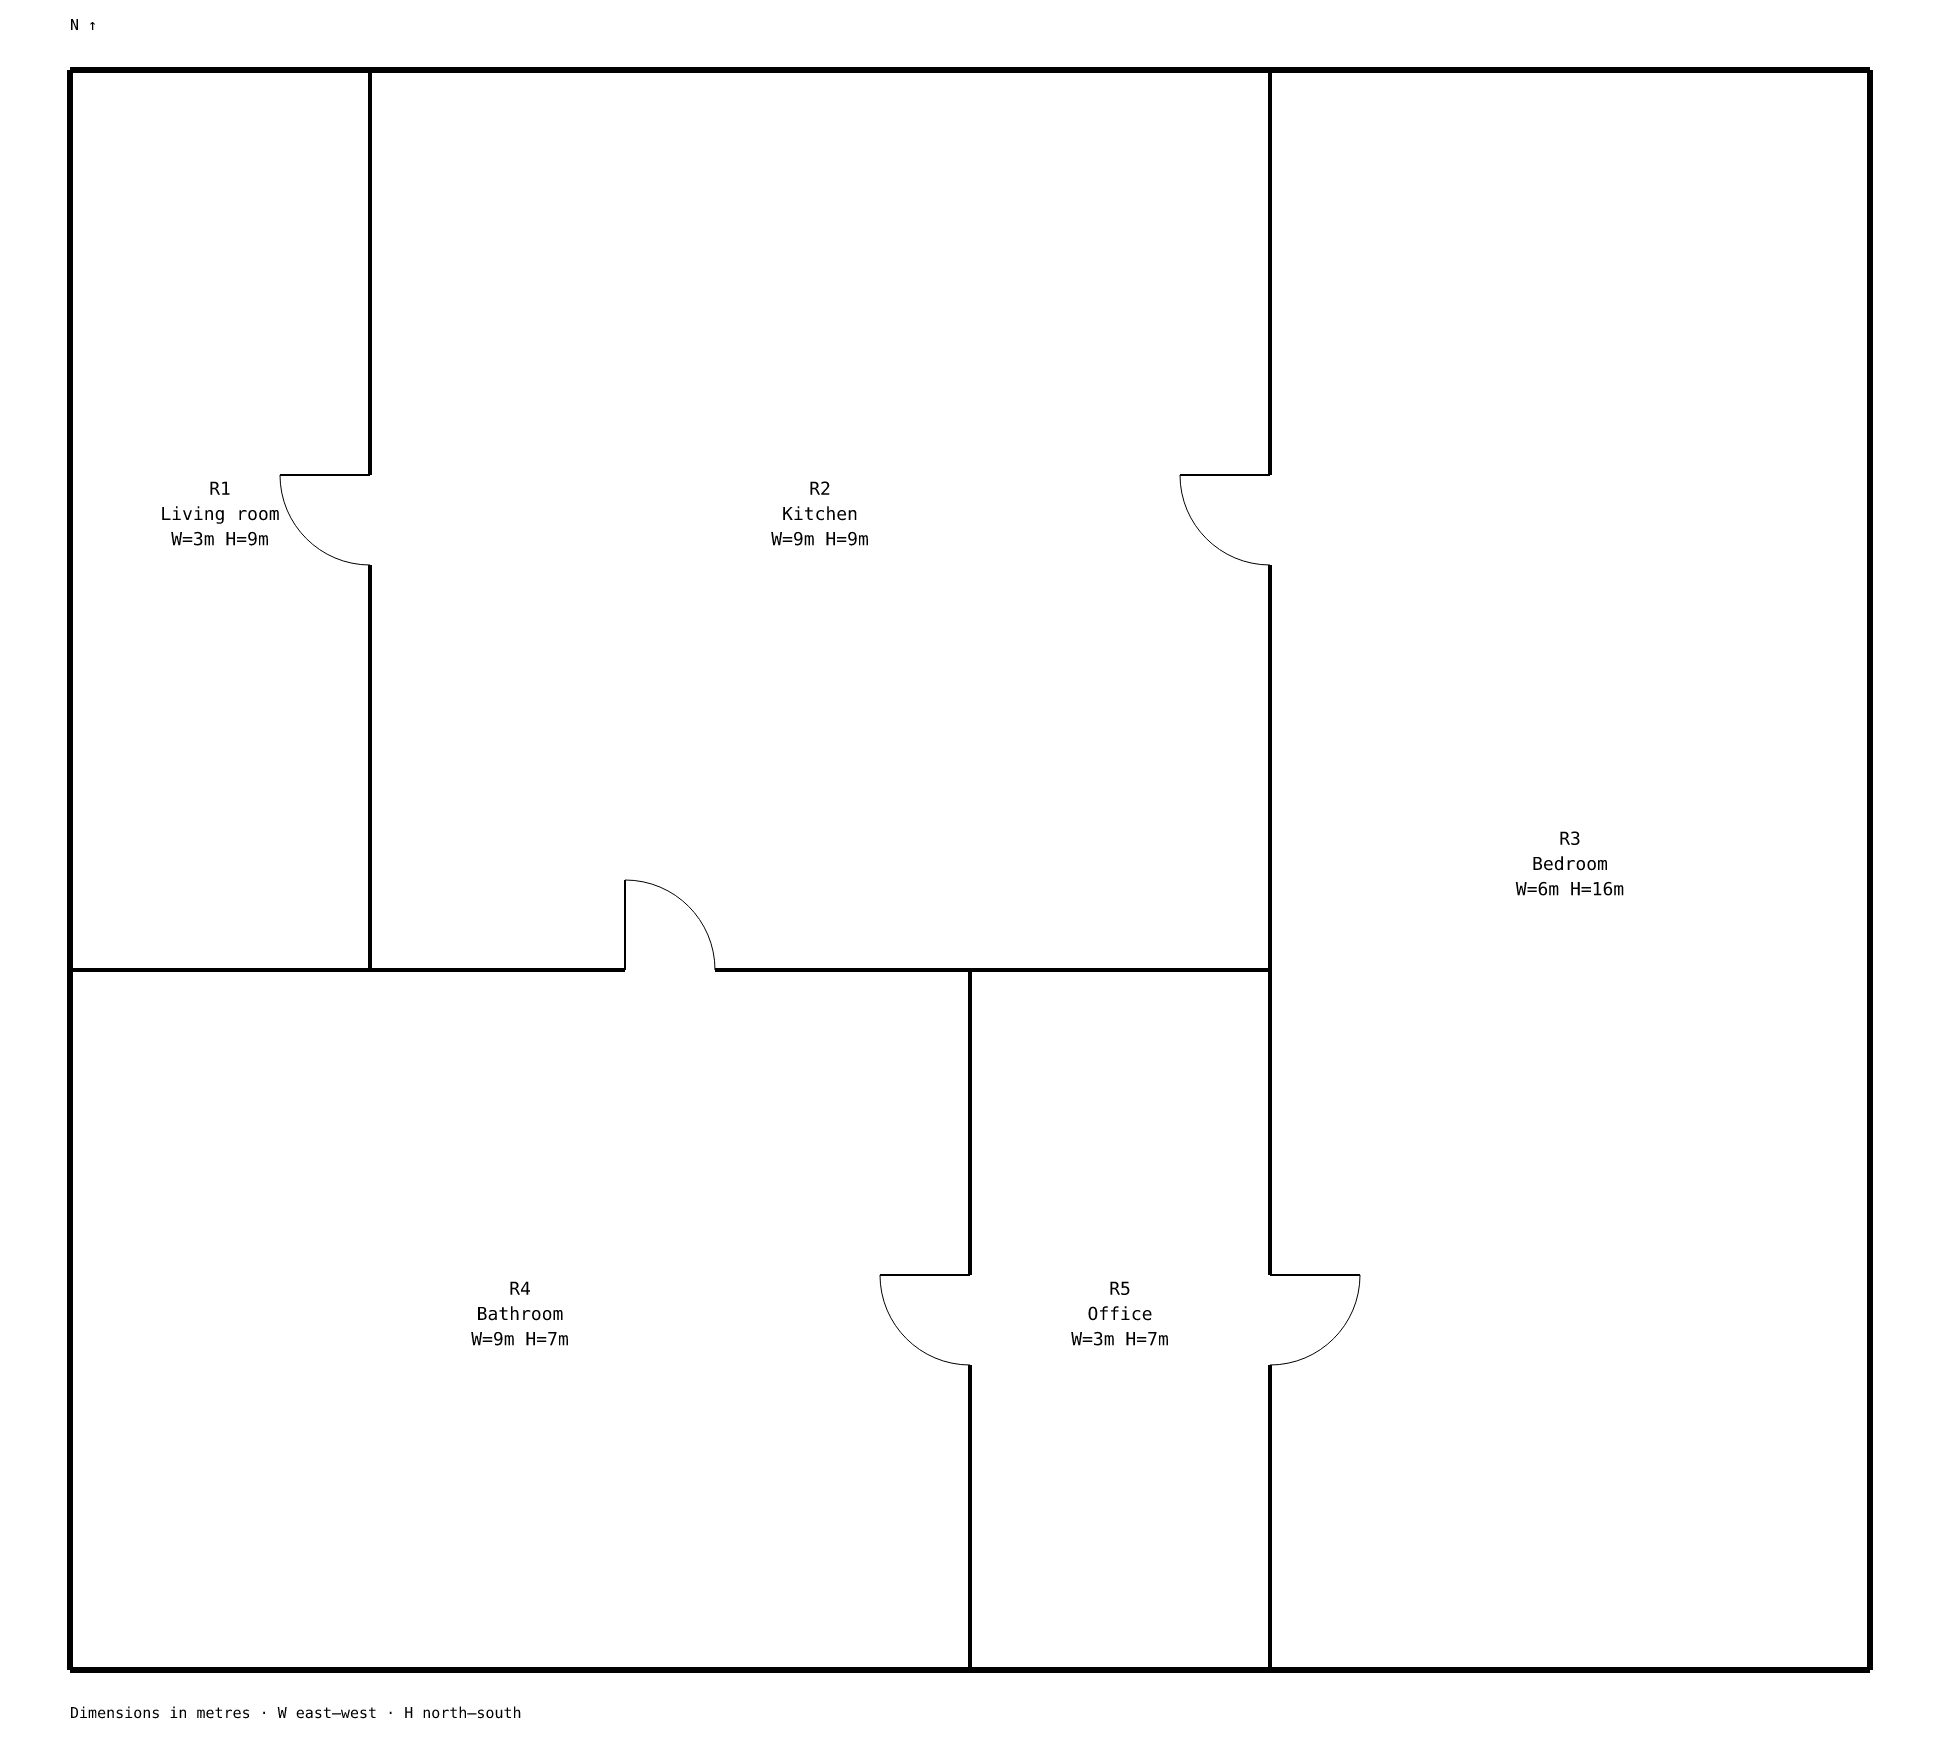 N ↑
R1
Living room
W=3m H=9m
R2
Kitchen
W=9m H=9m
R3
Bedroom
W=6m H=16m
R4
Bathroom
W=9m H=7m
R5
Office
W=3m H=7m
Dimensions in metres · W east–west · H north–south